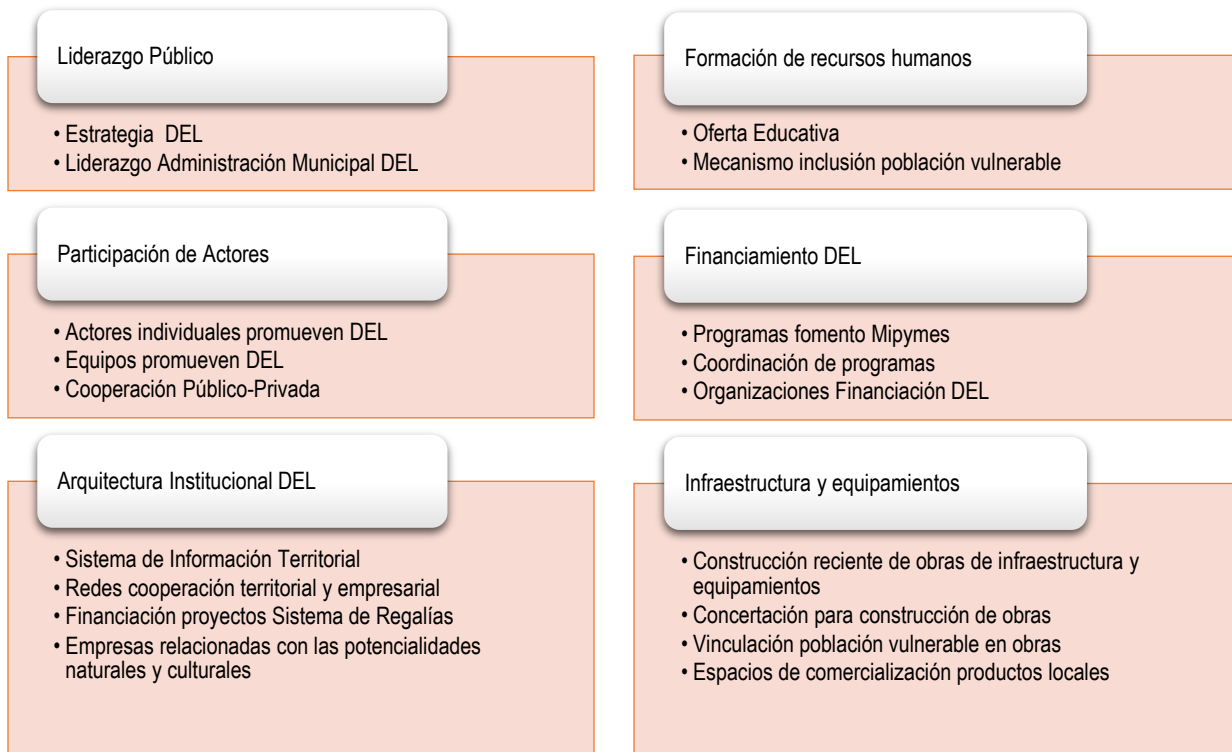 Liderazgo Público
• Estrategia DEL
• Liderazgo Administración Municipal DEL
Participación de Actores
• Actores individuales promueven DEL
• Equipos promueven DEL
• Cooperación Público-Privada
Arquitectura Institucional DEL
• Sistema de Información Territorial
• Redes cooperación territorial y empresarial
• Financiación proyectos Sistema de Regalías
• Empresas relacionadas con las potencialidades
naturales y culturales
Formación de recursos humanos
• Oferta Educativa
• Mecanismo inclusión población vulnerable
Financiamiento DEL
• Programas fomento Mipymes
• Coordinación de programas
• Organizaciones Financiación DEL
Infraestructura y equipamientos
• Construcción reciente de obras de infraestructura y
equipamientos
• Concertación para construcción de obras
• Vinculación población vulnerable en obras
• Espacios de comercialización productos locales